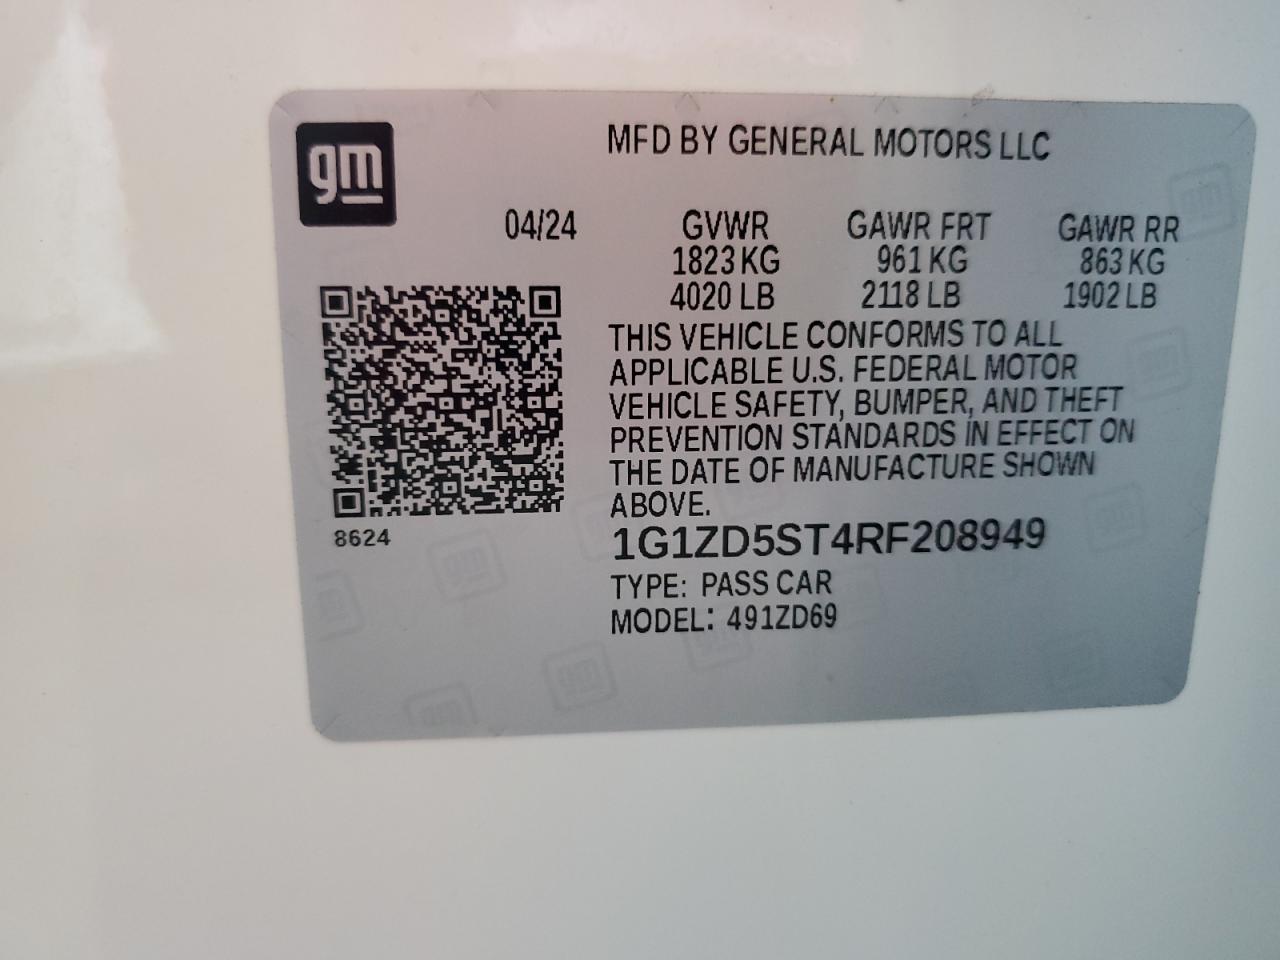 gm
MFD BY GENERAL MOTORS LLC
04/24 GVWR GAWR FRT GAWR RR
1823 KG 961 KG 863 KG
4020 LB 2118 LB 1902 LB
THIS VEHICLE CONFORMS TO ALL
APPLICABLE U.S. FEDERAL MOTOR
VEHICLE SAFETY, BUMPER, AND THEFT
PREVENTION STANDARDS IN EFFECT ON
THE DATE OF MANUFACTURE SHOWN
ABOVE.
8624
1G1ZD5ST4RF208949
TYPE: PASS CAR
MODEL: 491ZD69